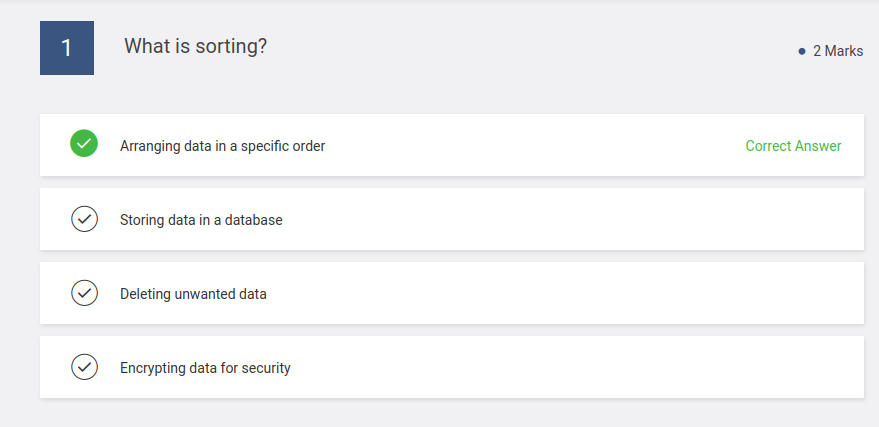 1
What is sorting?
2 Marks
Arranging data in a specific order
Correct Answer
Storing data in a database
Deleting unwanted data
Encrypting data for security